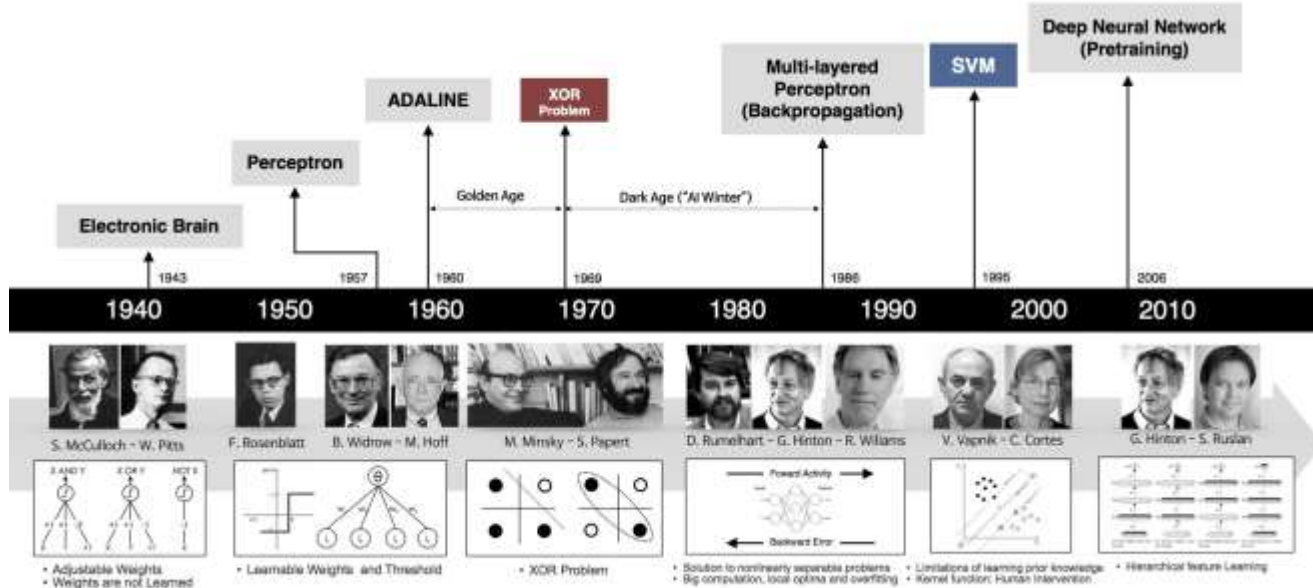 Deep Neural Network
(Pretraining)
Multi-layered
Perceptron
(Backpropagation)
SVM
ADALINE
XOR
Problem
Perceptron
Golden Age
Dark Age ("AI Winter")
Electronic Brain
1943
1957
1960
1969
1986
1995
2006
1940
1950
1960
1970
1980
1990
2000
2010
S. McCulloch – W. Pitts
F. Rosenblatt
B. Widrow – M. Hoff
M. Minsky – S. Papert
D. Rumelhart – G. Hinton – R. Wiliams
V. Vapnik – C. Cortes
G. Hinton – S. Ruslan
X AND Y
X OR Y
NOT X
Foward Activity
Backward Error
• Adjustable Weights
• Weights are not Learned
• Learnable Weights and Threshold
• XOR Problem
• Solution to nonlinearly separable problems
• Big computation, local optima and overfitting
• Limitations of learning prior knowledge
• Kernel function: Human Intervention
• Hierarchical feature Learning